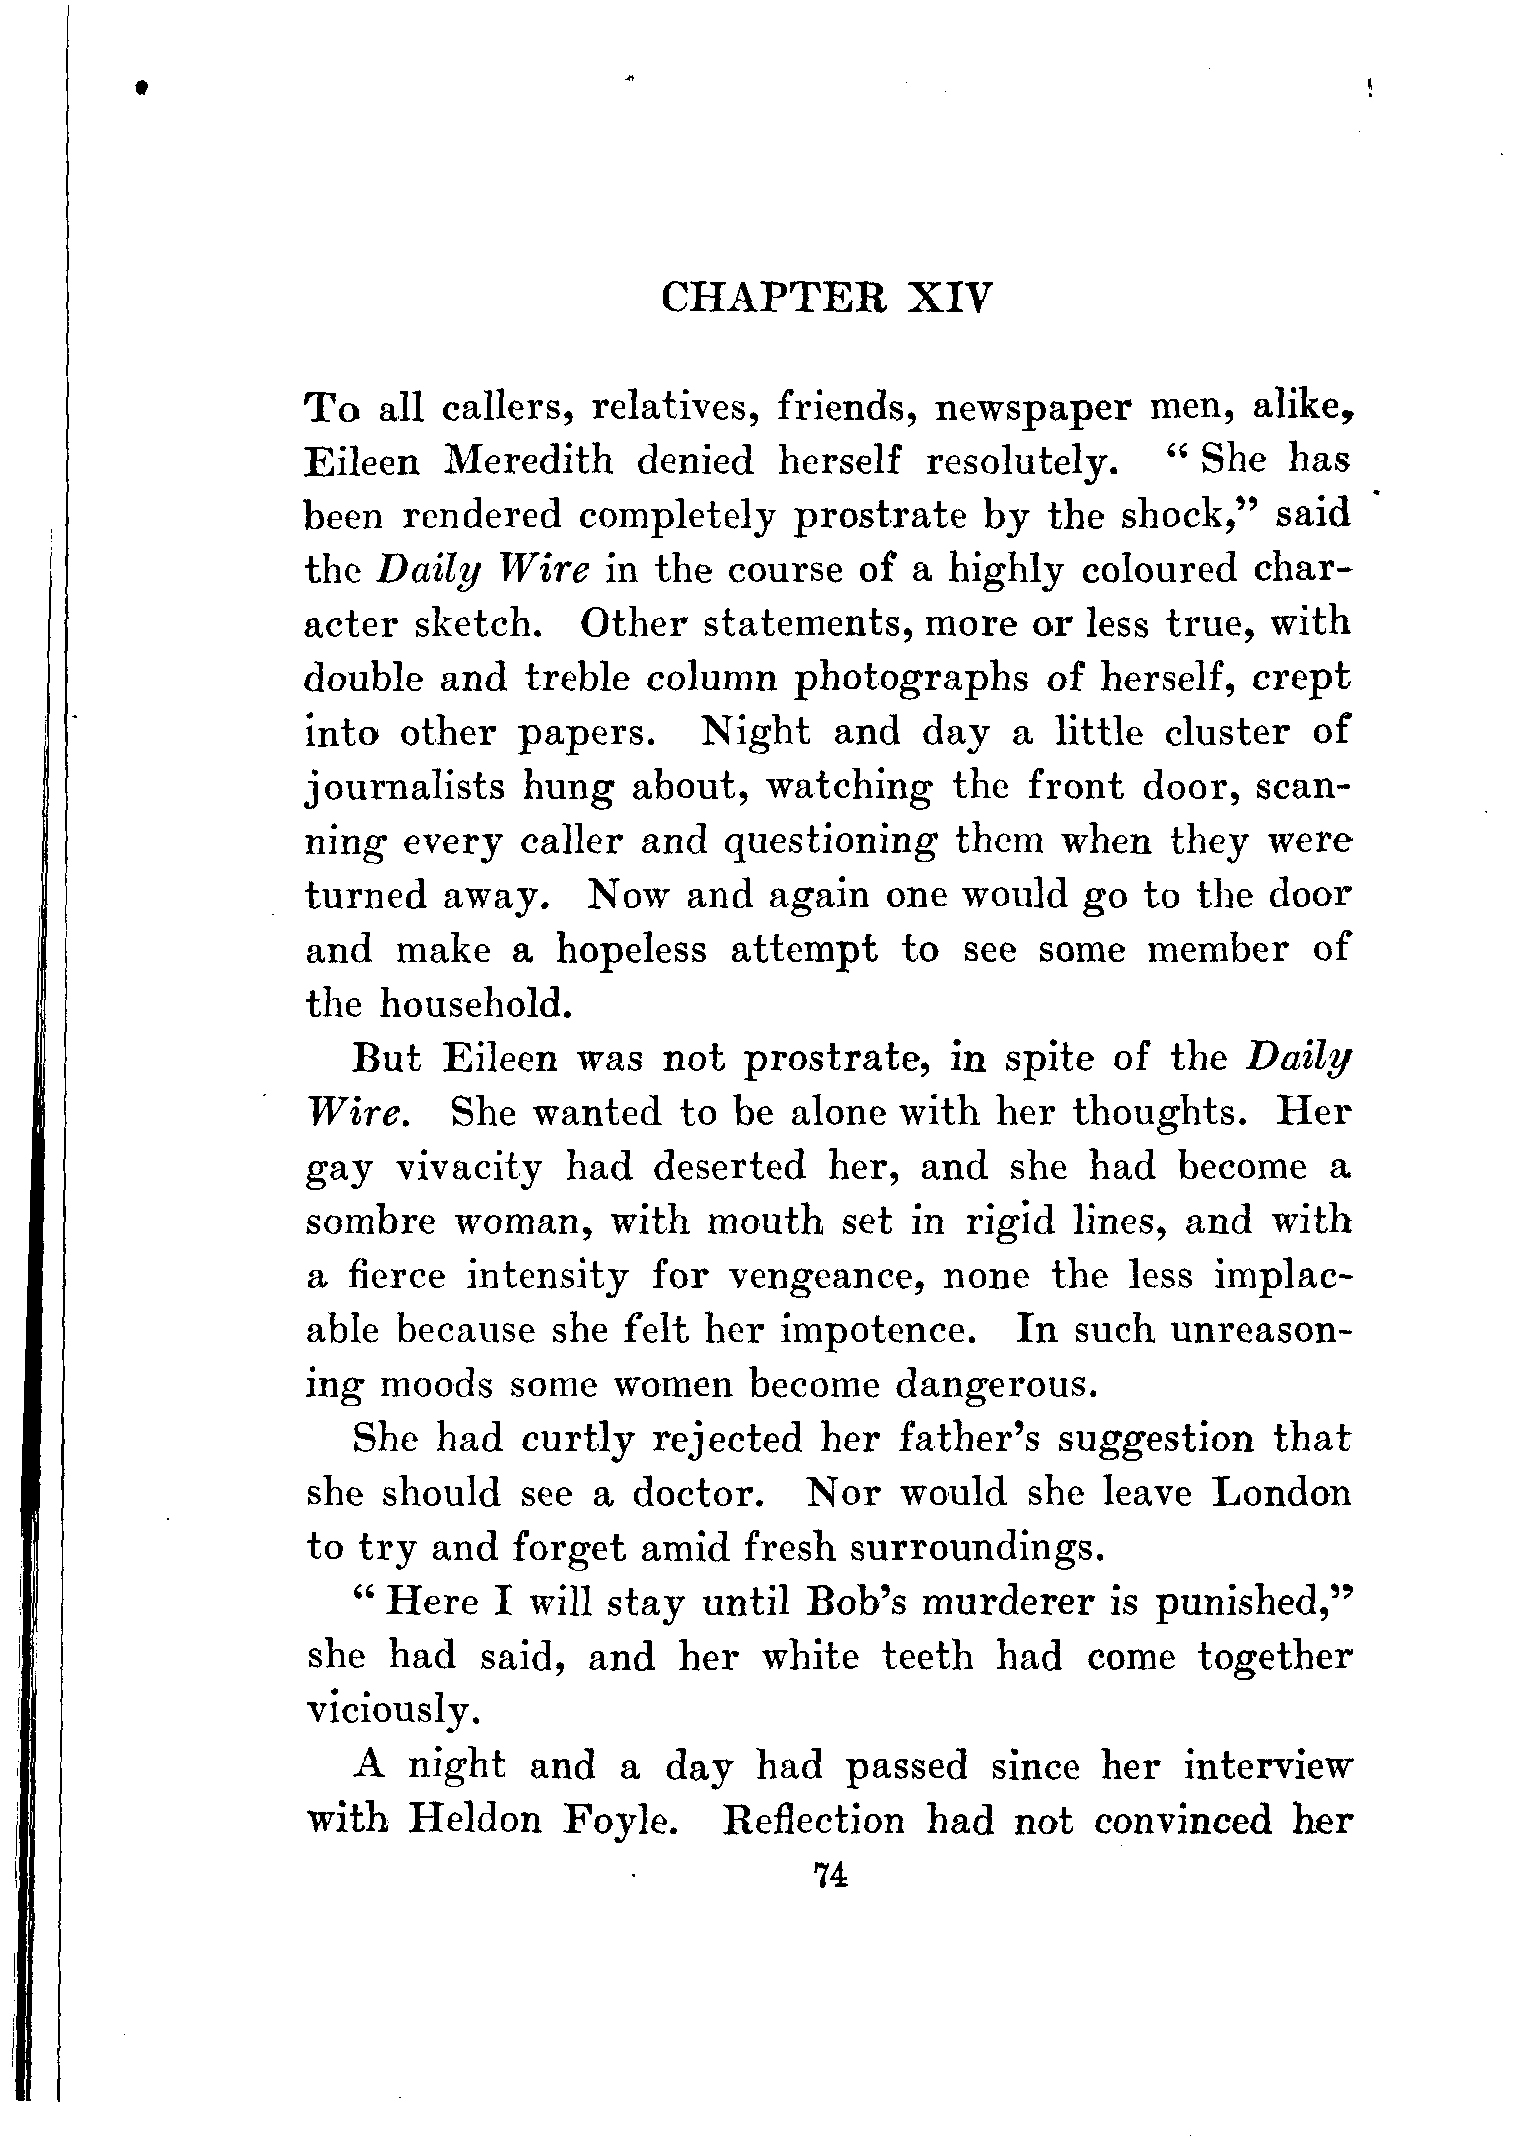 CHAPTER XIV
To all callers, relatives, friends, newspaper men, alike,
Eileen Meredith denied herself resolutely. “ She has
been rendered completely prostrate by the shock,” said
the Daily Wire in the course of a highly coloured char-
acter sketch. Other statements, more or less true, with
double and treble column photographs of herself, crept
into other papers. Night and day a little cluster of
journalists hung about, watching the front door, scan-
ning every caller and questioning them when they were
turned away. Now and again one would go to the door
and make a hopeless attempt to see some member of
the household.
But Eileen was not prostrate, in spite of the Daily
Wire. She wanted to be alone with her thoughts. Her
gay vivacity had deserted her, and she had become a
sombre woman, with mouth set in rigid lines, and with
a fierce intensity for vengeance, none the less implac-
able because she felt her impotence. In such unreason-
ing moods some women become dangerous.
She had curtly rejected her father’s suggestion that
she should see a doctor. Nor would she leave London
to try and forget amid fresh surroundings.
“ Here I will stay until Bob’s murderer is punished,”
she had said, and her white teeth had come together
viciously.
A night and a day had passed since her interview
with Heldon Foyle. Reflection had not convinced her
74